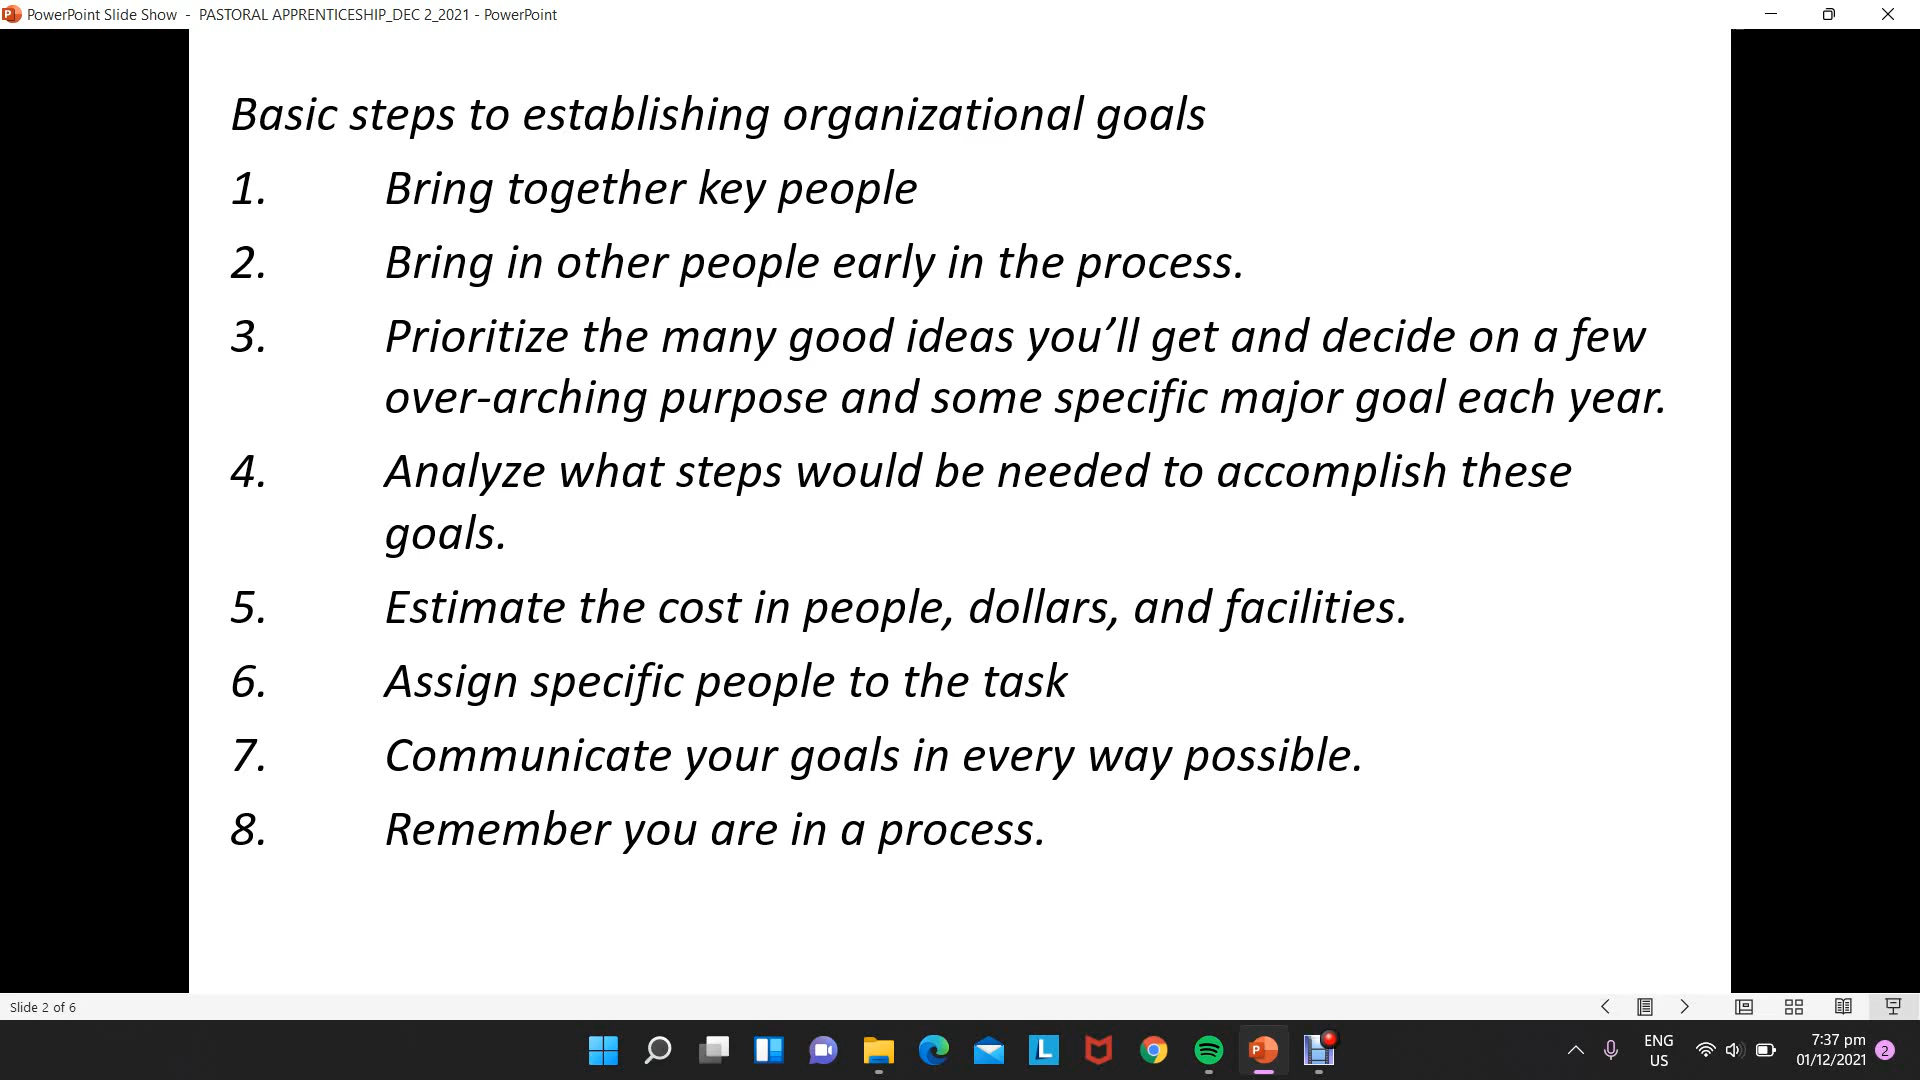 PowerPoint Slide Show - PASTORAL APPRENTICESHIP_DEC 2_2021 - PowerPoint
Basic steps to establishing organizational goals
1. Bring together key people
2. Bring in other people early in the process.
3. Prioritize the many good ideas you’ll get and decide on a few
over-arching purpose and some specific major goal each year.
4. Analyze what steps would be needed to accomplish these
goals.
5. Estimate the cost in people, dollars, and facilities.
6. Assign specific people to the task
7. Communicate your goals in every way possible.
8. Remember you are in a process.
Slide 2 of 6
ENG
US
7:37 pm
01/12/2021
2